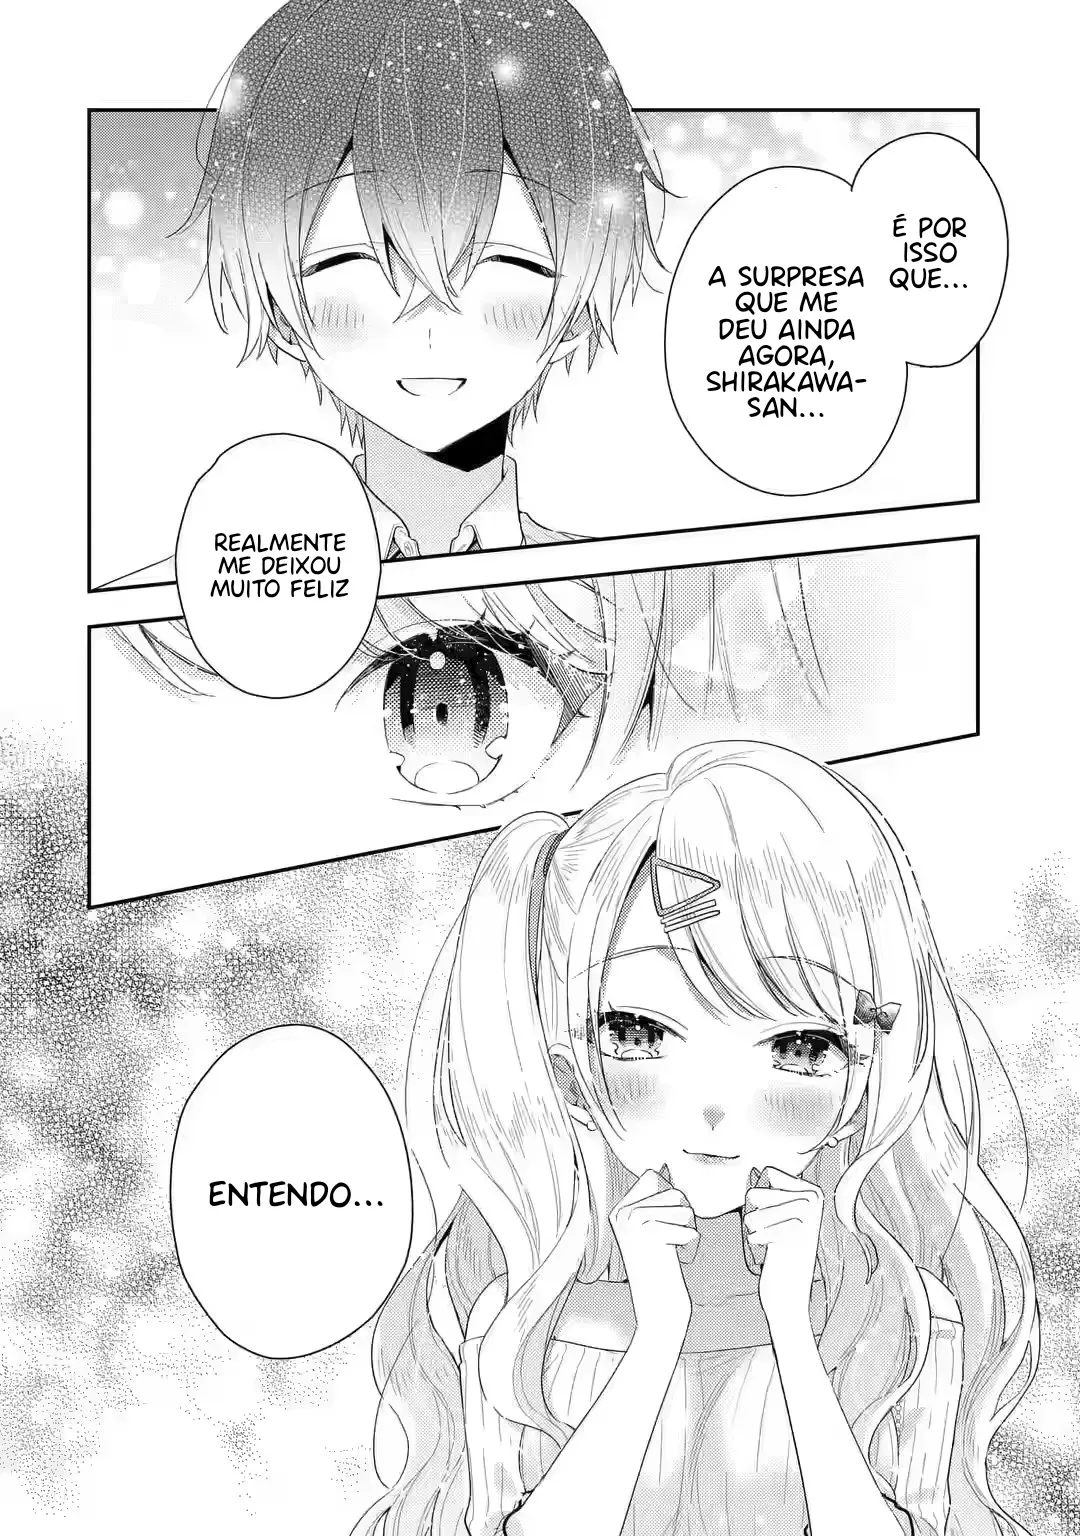 É POR
ISSO
QUE...
A SURPRESA
QUE ME
DEU AINDA
AGORA,
SHIRAKAWA-
SAN...
REALMENTE
ME DEIXOU
MUITO FELIZ
ENTENDO...